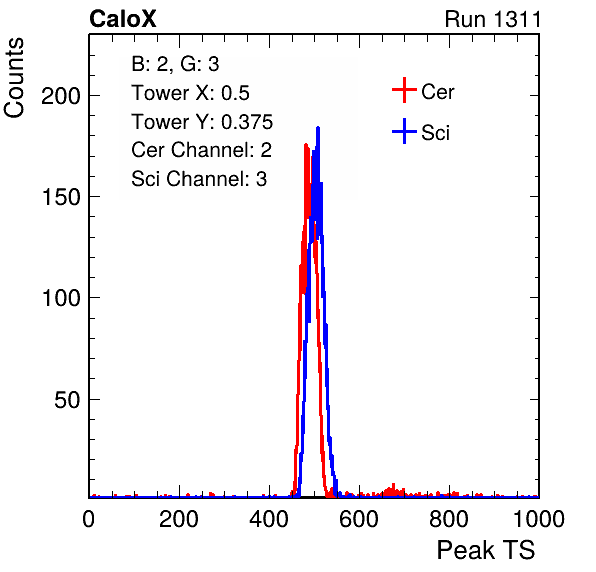 CaloX Run 1311
Counts
B: 2, G: 3
Tower X: 0.5
Tower Y: 0.375
Cer Channel: 2
Sci Channel: 3
Cer
Sci
200
150
100
50
0 200 400 600 800 1000
Peak TS